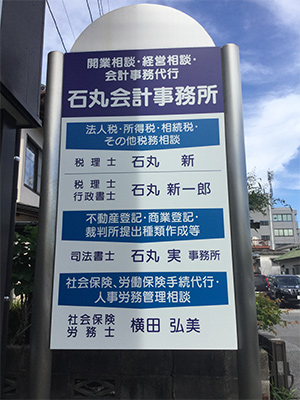 開業相談・経営相談・
会計事務代行
石丸会計事務所
法人税・所得税・相続税・
その他税務相談
税理士 石丸 新
税理士
行政書士 石丸 新一郎
不動産登記・商業登記・
裁判所提出種類作成等
司法書士 石丸 実 事務所
社会保険、労働保険手続代行・
人事労務管理相談
社会保険
労務士 横田 弘美